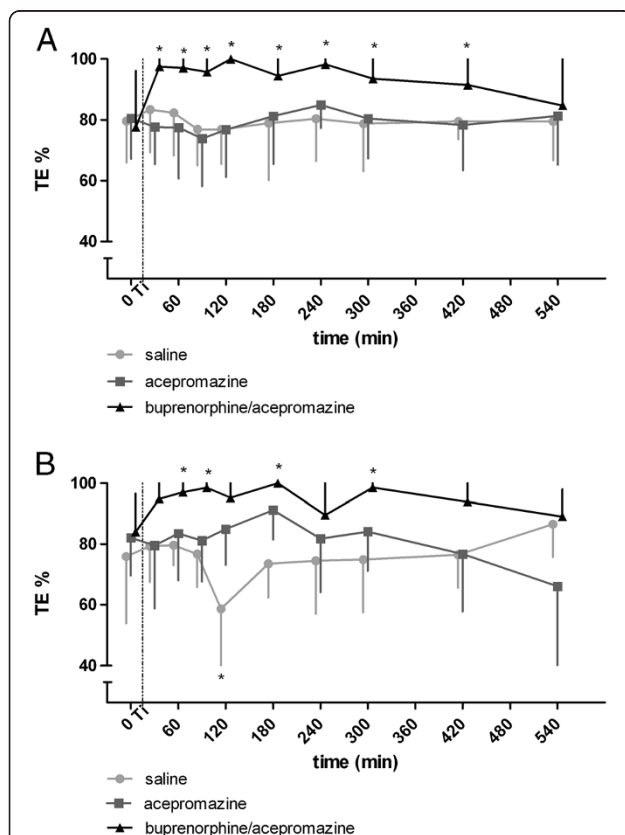 A
* * * * * * * *
100
80
60
40
TE %
0 Ti 60 120 180 240 300 360 420 480 540
time (min)
saline
acepromazine
buprenorphine/acepromazine
B
* * * *
100
80
60
40
TE %
*
0 Ti 60 120 180 240 300 360 420 480 540
time (min)
saline
acepromazine
buprenorphine/acepromazine